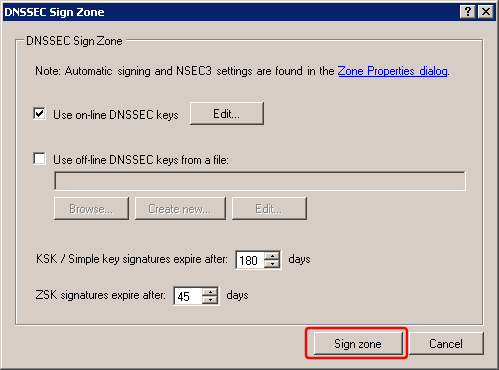 DNSSEC Sign Zone
DNSSEC Sign Zone
Note: Automatic signing and NSEC3 settings are found in the Zone Properties dialog.
Use on-line DNSSEC keys Edit...
Use off-line DNSSEC keys from a file:
Browse... Create new... Edit...
KSK / Simple key signatures expire after: 180 days
ZSK signatures expire after: 45 days
Sign zone Cancel